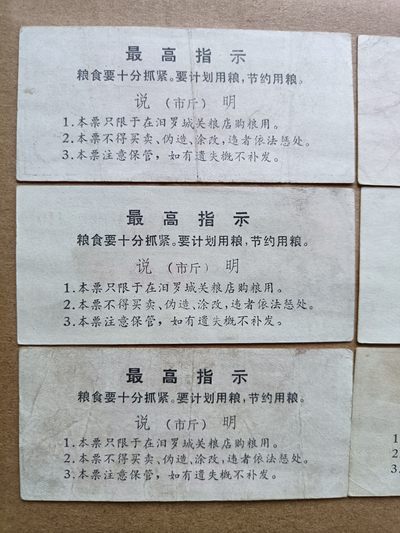 最高指示
粮食要十分抓紧。要计划用粮,节约用粮。
说(市斤)明
1.本票只限于在汨罗城关粮店购粮用。
2.本票不得买卖、伪造、涂改,违者依法惩处。
3.本票注意保管,如有遗失概不补发。
最高指示
粮食要十分抓紧。要计划用粮,节约用粮。
说(市斤)明
1.本票只限于在汨罗城关粮店购粮用。
2.本票不得买卖、伪造、涂改,违者依法惩处。
3.本票注意保管,如有遗失概不补发。
最高指示
粮食要十分抓紧。要计划用粮,节约用粮。
说(市斤)明
1.本票只限于在汨罗城关粮店购粮用。
2.本票不得买卖、伪造、涂改,违者依法惩处。
3.本票注意保管,如有遗失概不补发。
1
2.
3.